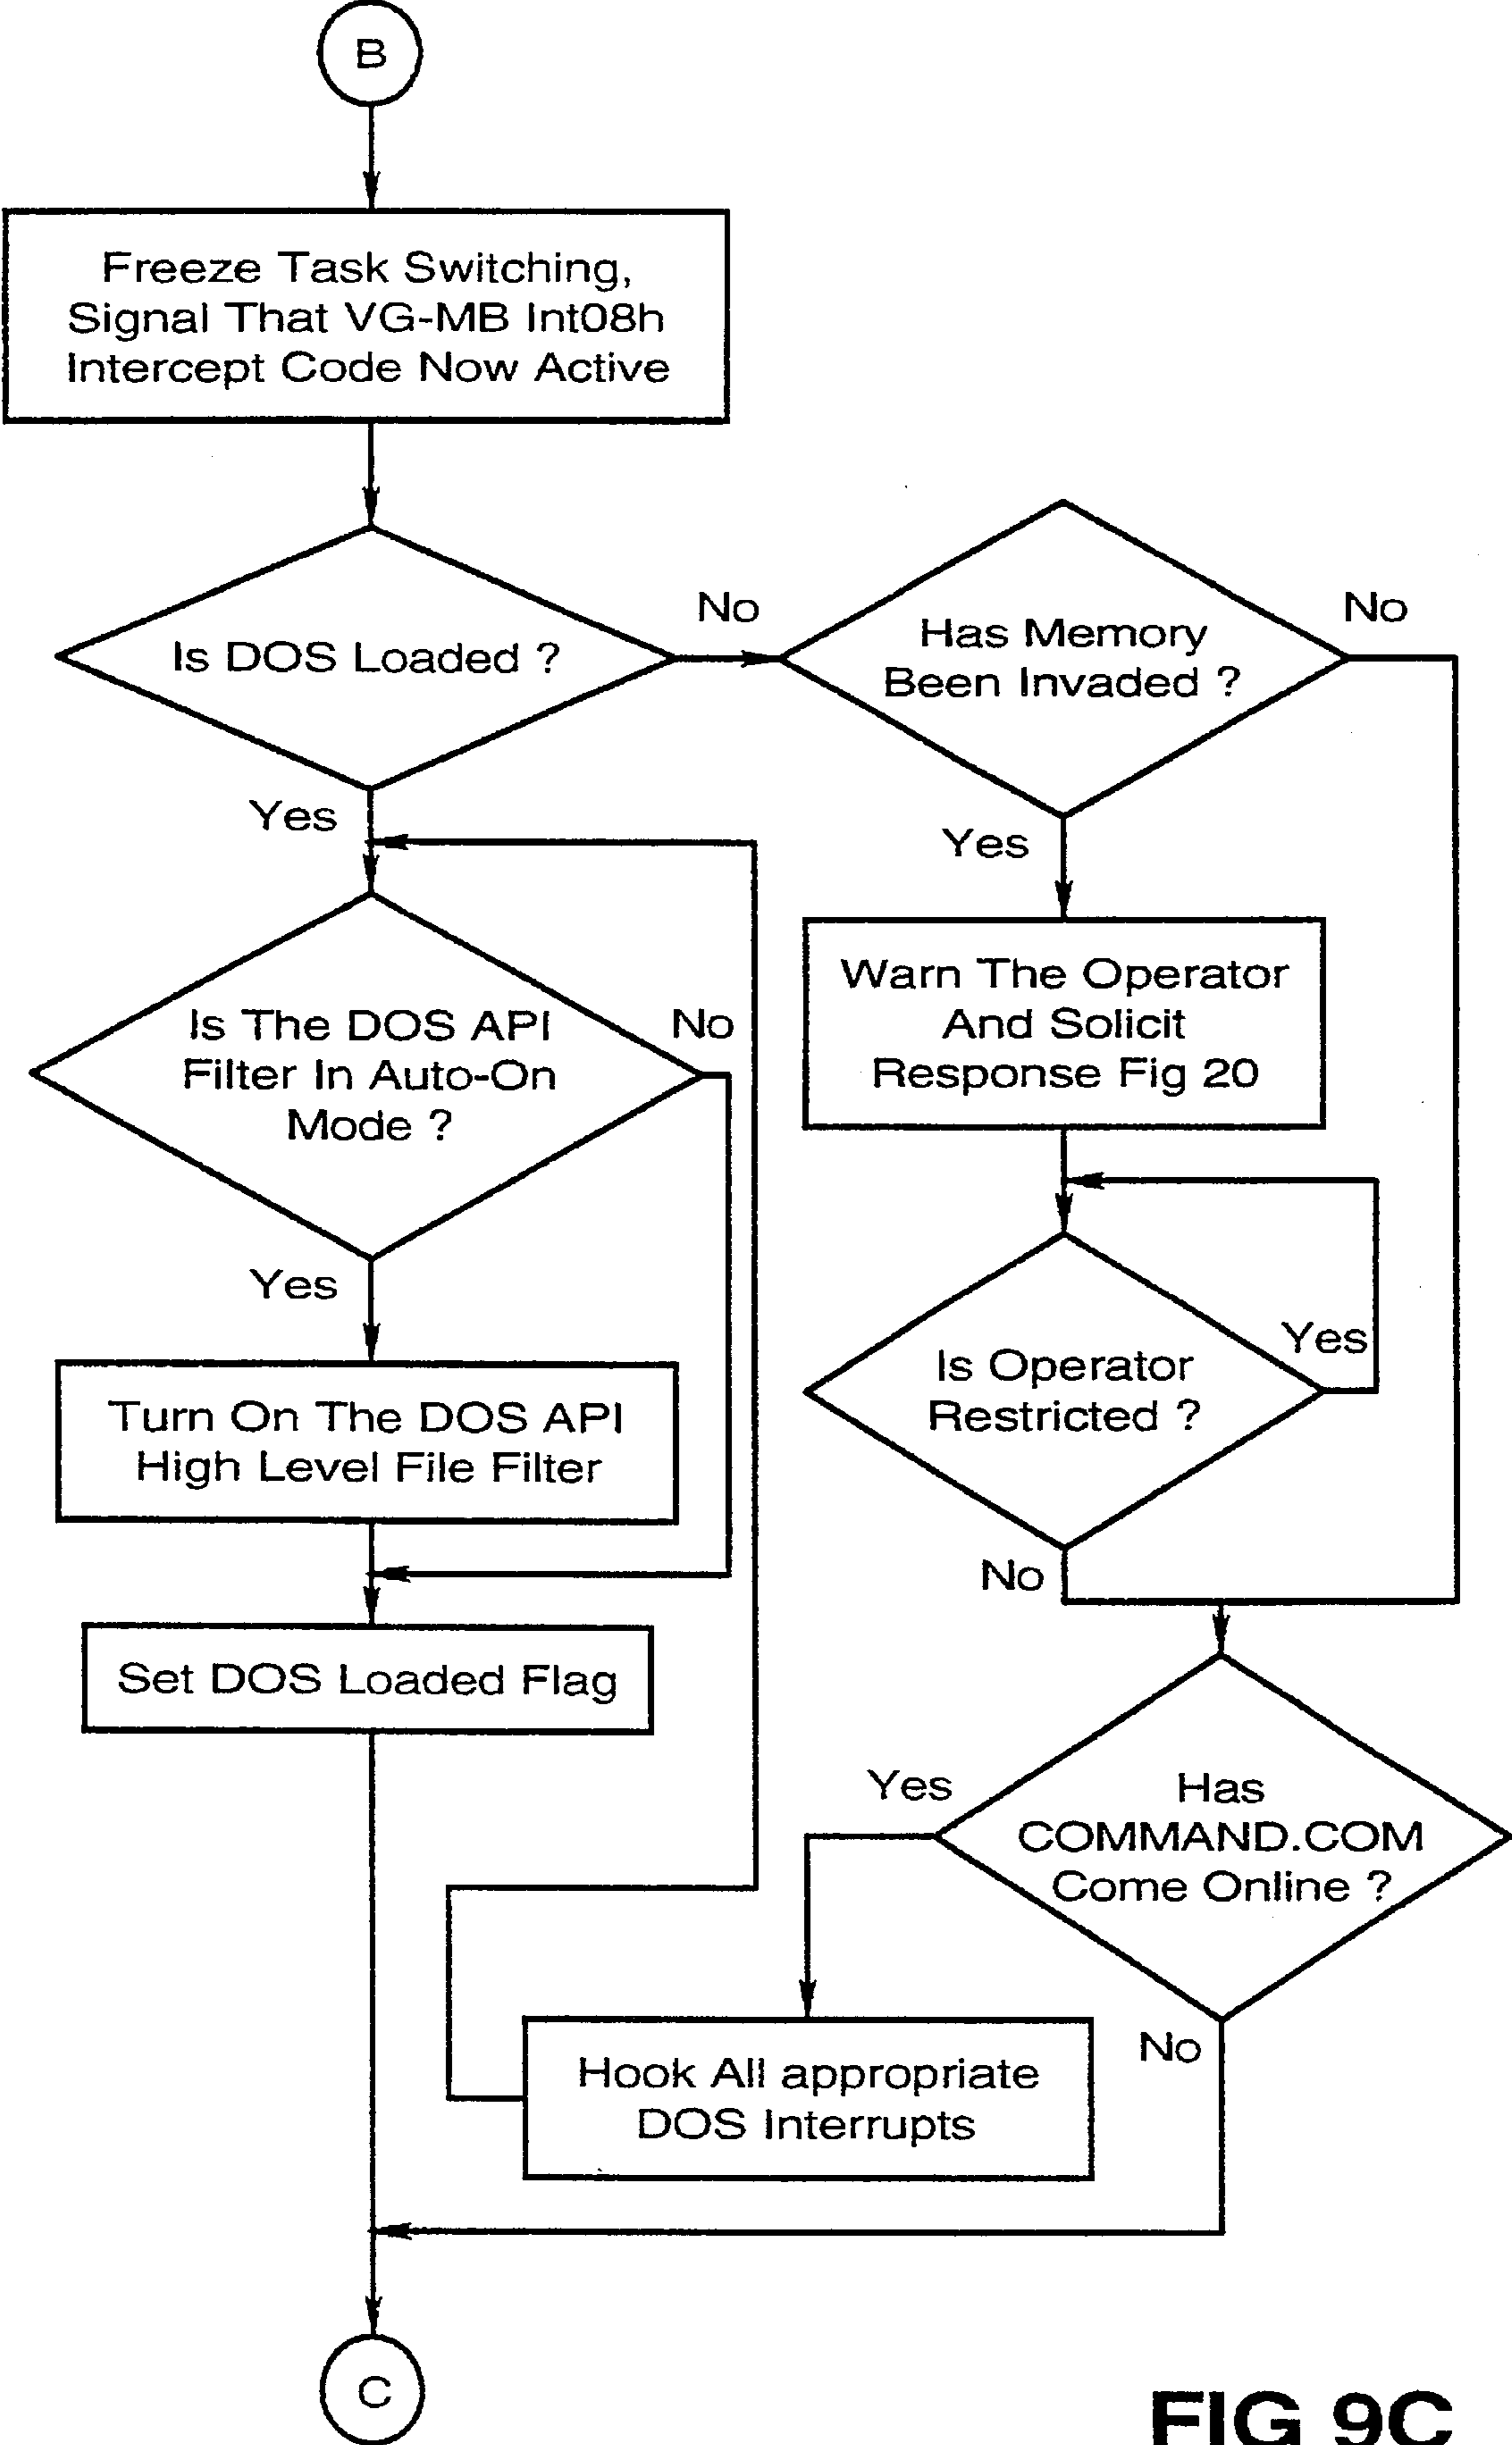 B
Freeze Task Switching,
Signal That VG-MB Int08h
Intercept Code Now Active
Is DOS Loaded ?
No
Has Memory
Been Invaded ?
No
Yes
Yes
Warn The Operator
And Solicit
Response Fig 20
Is The DOS API
Filter In Auto-On
Mode ?
No
Yes
Is Operator
Restricted ?
Yes
No
Turn On The DOS API
High Level File Filter
Set DOS Loaded Flag
Has
COMMAND.COM
Come Online ?
Yes
No
Hook All appropriate
DOS Interrupts
C
FIG 9C